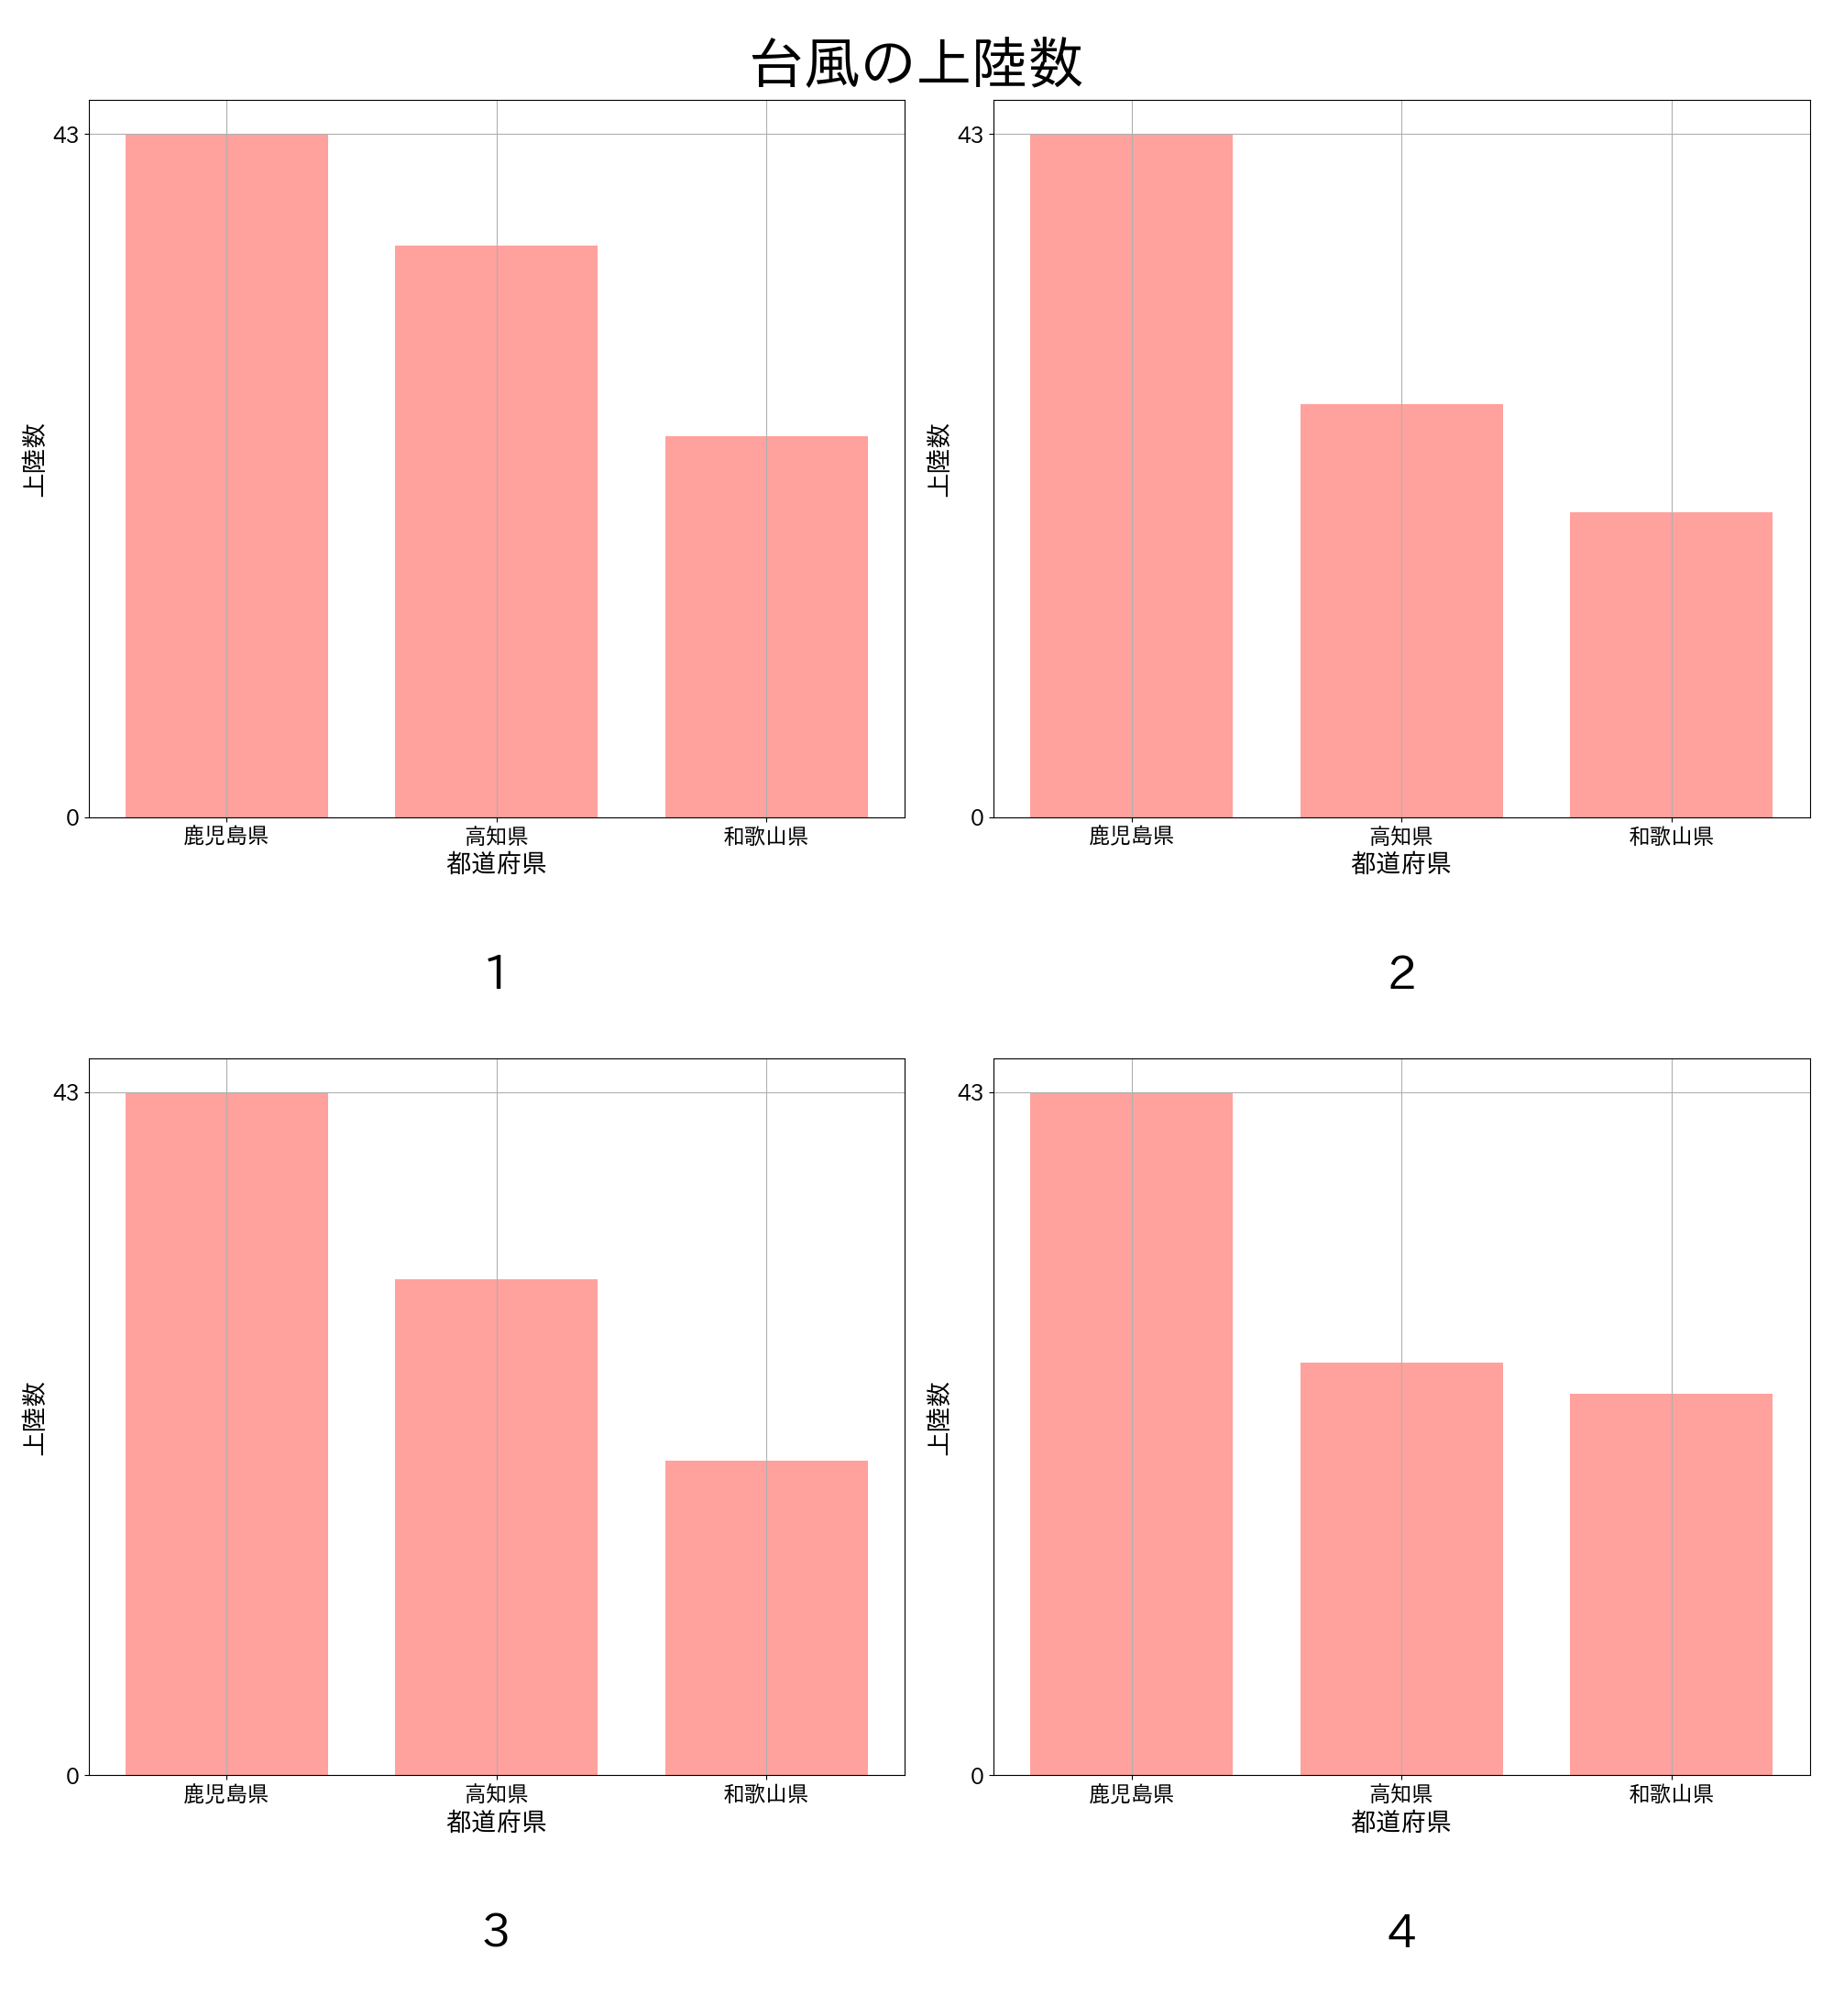 台風の上陸数
43
0
上陸数
鹿児島県 高知県 和歌山県
都道府県
1
43
0
上陸数
鹿児島県 高知県 和歌山県
都道府県
2
43
0
上陸数
鹿児島県 高知県 和歌山県
都道府県
3
43
0
上陸数
鹿児島県 高知県 和歌山県
都道府県
4